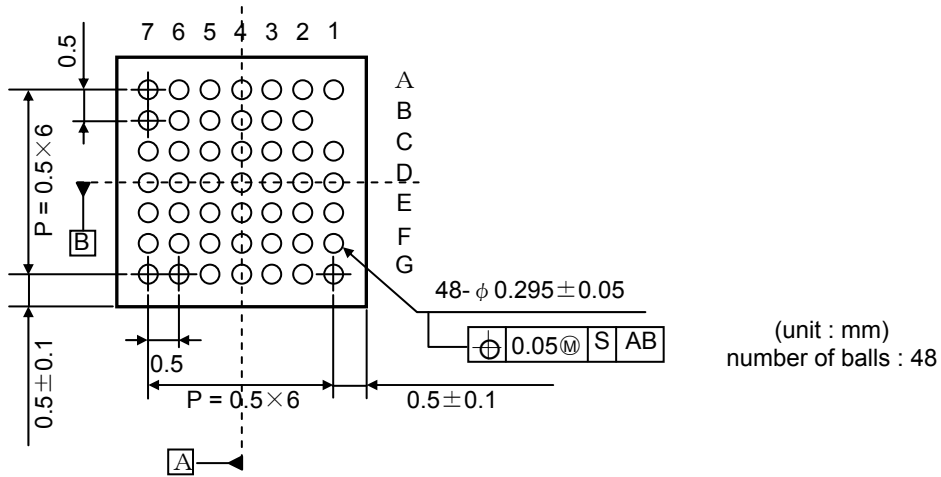 7 6 5 4 3 2 1
0.5
A
B
C
D
E
F
G
P = 0.5×6
B
48- ϕ 0.295±0.05
0.05Ⓜ S AB
(unit : mm)
number of balls : 48
0.5±0.1
0.5
P = 0.5×6
0.5±0.1
A